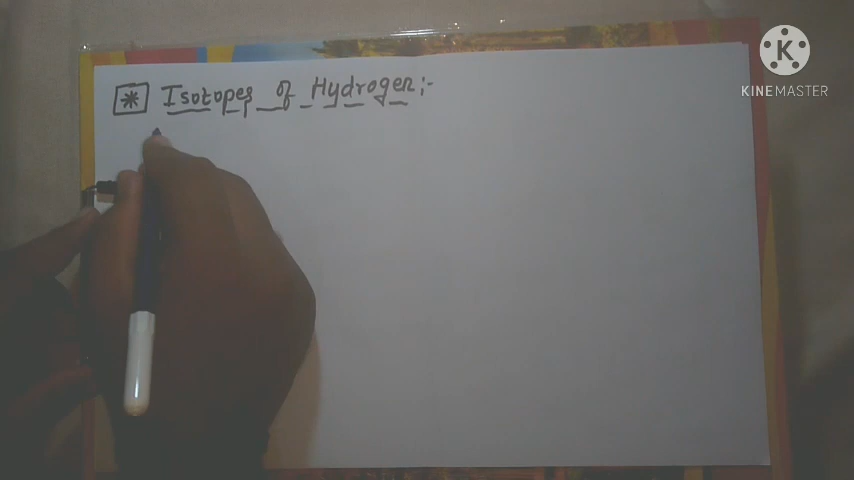 * Isotopes of Hydrogen :-
K
KINEMASTER